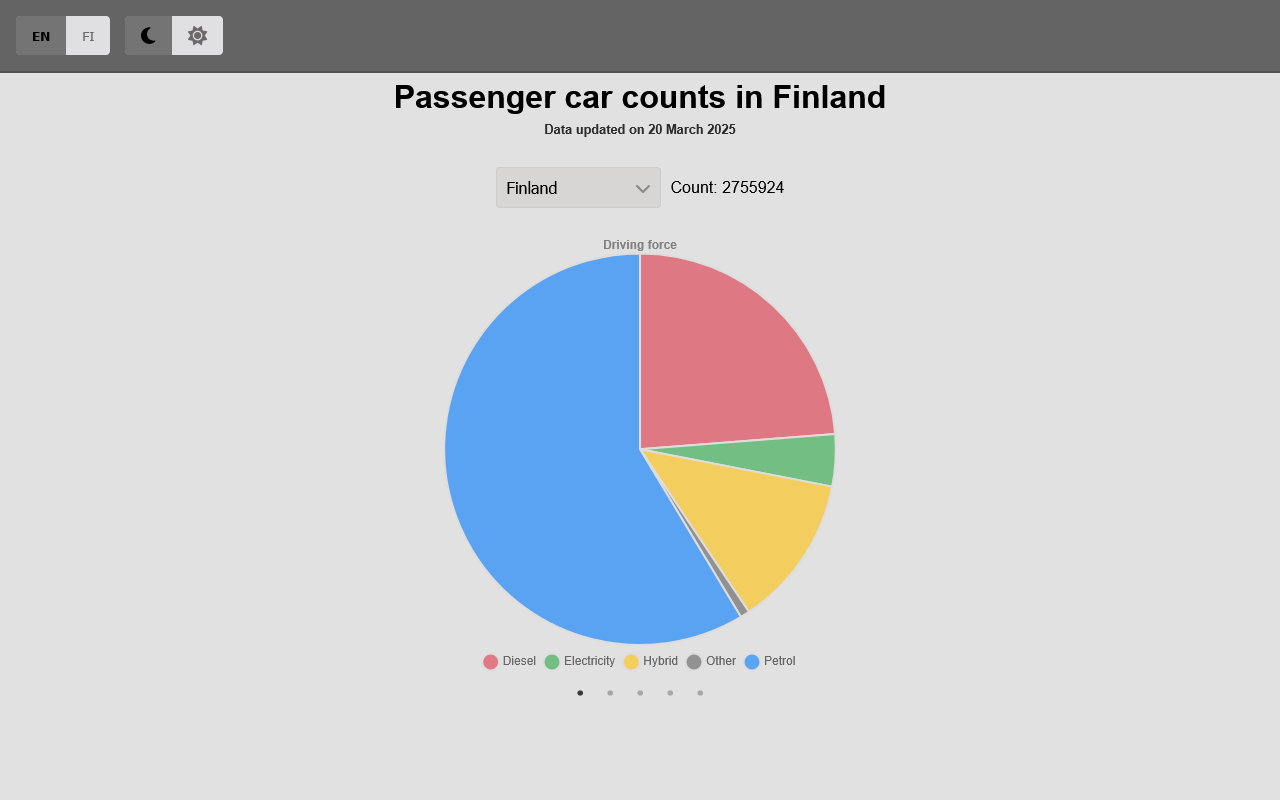 EN FI
Passenger car counts in Finland
Data updated on 20 March 2025
Finland Count: 2755924
Driving force
Diesel Electricity Hybrid Other Petrol